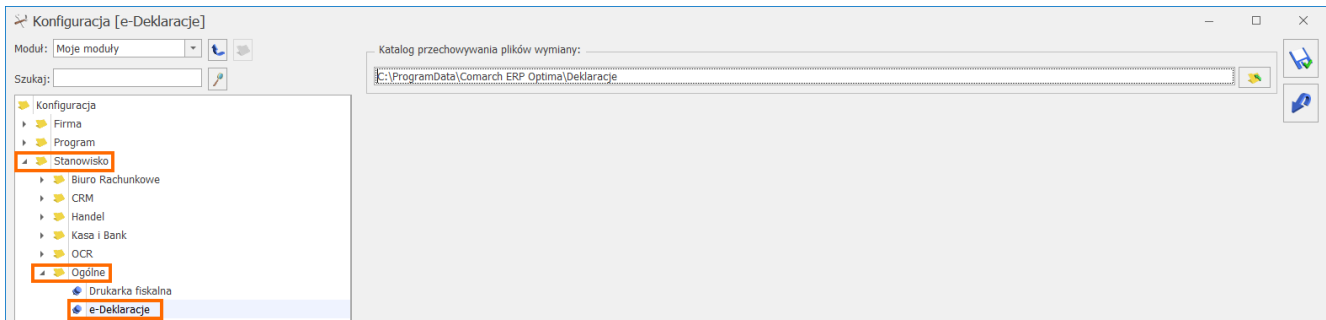 Konfiguracja [e-Deklaracje]
Moduł: Moje moduły
Szukaj:
Konfiguracja
Firma
Program
Stanowisko
Biuro Rachunkowe
CRM
Handel
Kasa i Bank
OCR
Ogólne
Drukarka fiskalna
e-Deklaracje
Katalog przechowywania plików wymiany:
C:\ProgramData\Comarch ERP Optima\Deklaracje